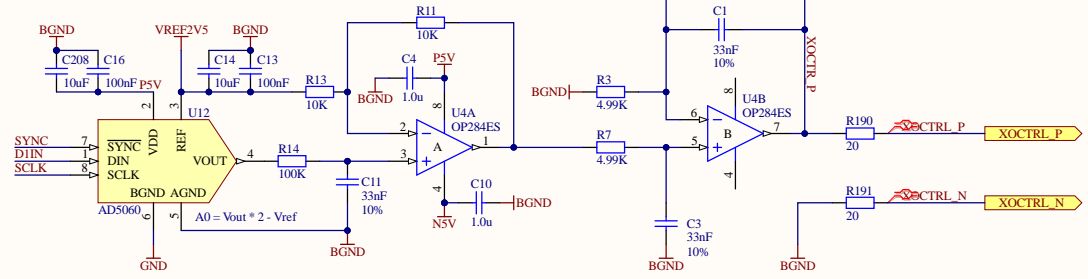 BGND
C208
10uF
C16
100nF
P5V
VREF2V5
BGND
C14
10uF
C13
100nF
R13
10K
R11
10K
C4
1.0u
BGND
P5V
8
U4A
OP284ES
2
3
A
1
4
N5V
C10
1.0u
BGND
SYNC
D1IN
SCLK
7
1
8
SYNC
DIN
SCLK
2
VDD
3
REF
U12
VOUT
4
BGND
AGND
AD5060
6
5
GND
A0 = Vout * 2 - Vref
R14
100K
C11
33nF
10%
BGND
C1
33nF
10%
XOCTR_P
BGND
R3
4.99K
R7
4.99K
8
U4B
OP284ES
6
5
B
7
4
C3
33nF
10%
BGND
R190
20
XOCTRL_P
XOCTRL_P
R191
20
XOCTRL_N
XOCTRL_N
BGND